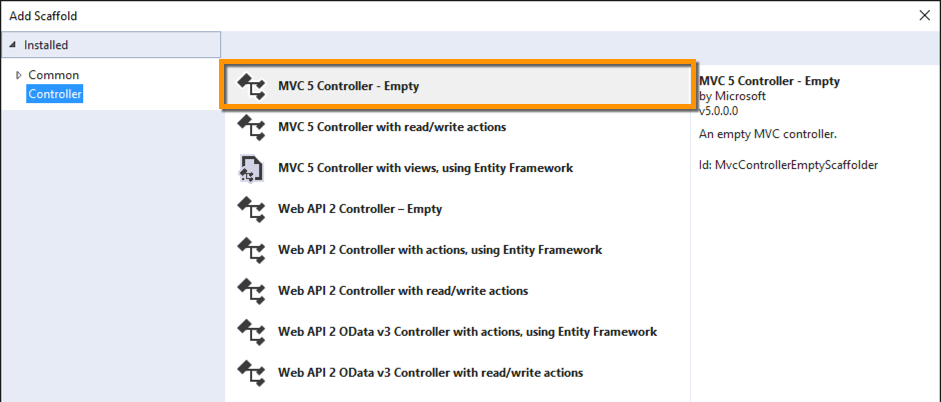 Add Scaffold
Installed
Common
Controller
MVC 5 Controller - Empty
MVC 5 Controller with read/write actions
MVC 5 Controller with views, using Entity Framework
Web API 2 Controller – Empty
Web API 2 Controller with actions, using Entity Framework
Web API 2 Controller with read/write actions
Web API 2 OData v3 Controller with actions, using Entity Framework
Web API 2 OData v3 Controller with read/write actions
MVC 5 Controller - Empty
by Microsoft
v5.0.0.0
An empty MVC controller.
Id: MvcControllerEmptyScaffolder